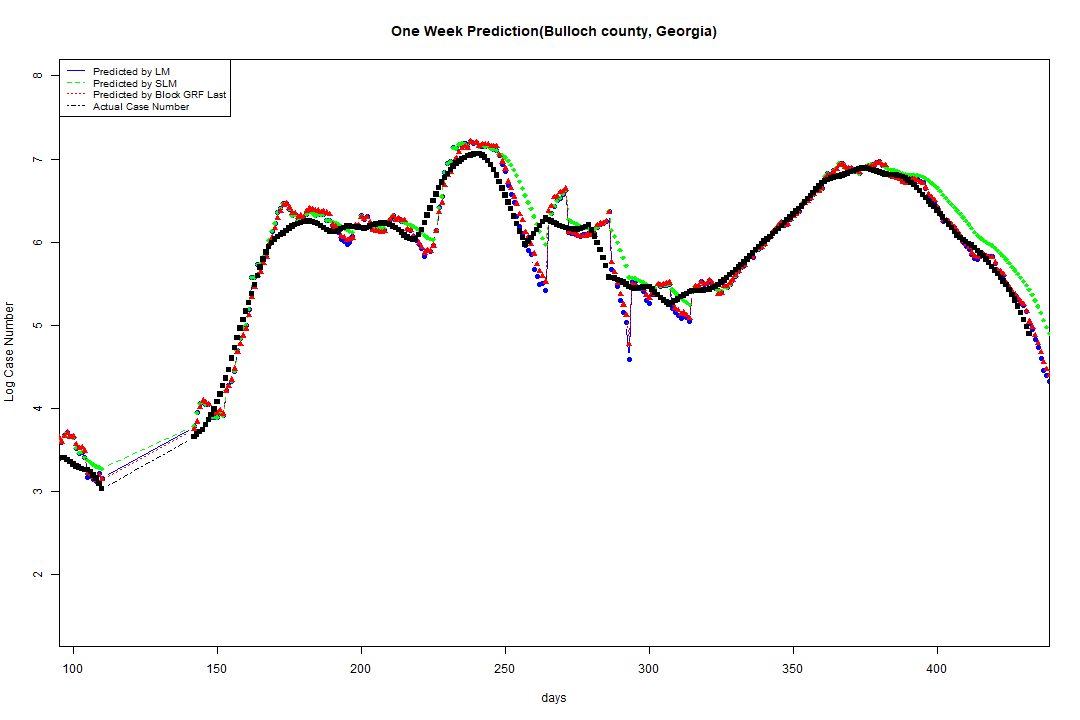 One Week Prediction(Bulloch county, Georgia)
Predicted by LM
Predicted by SLM
Predicted by Block GRF Last
Actual Case Number
8
7
6
5
4
3
2
Log Case Number
100 150 200 250 300 350 400
days